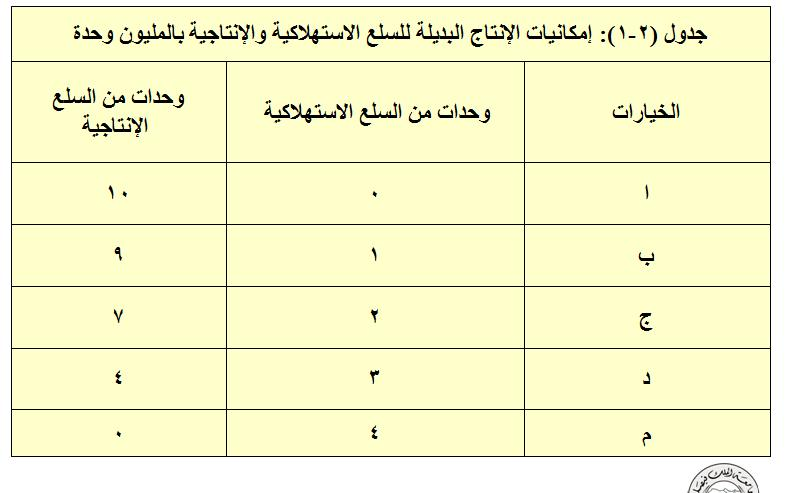 جدول (٢-١): إمكانيات الإنتاج البديلة للسلع الاستهلاكية والإنتاجية بالمليون وحدة
الخيارات وحدات من السلع الاستهلاكية وحدات من السلع
الإنتاجية
ا ٠ ١٠
ب ١ ٩
ج ٢ ٧
د ٣ ٤
م ٤ ٠